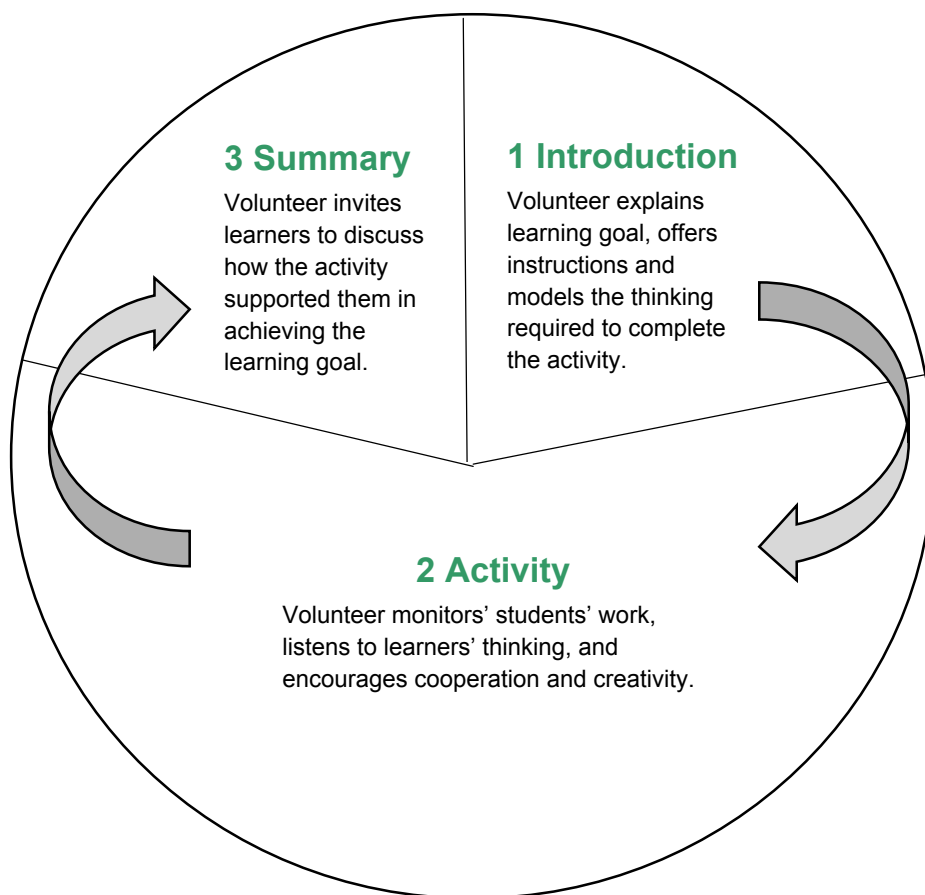 3 Summary
Volunteer invites
learners to discuss
how the activity
supported them in
achieving the
learning goal.
1 Introduction
Volunteer explains
learning goal, offers
instructions and
models the thinking
required to complete
the activity.
2 Activity
Volunteer monitors’ students’ work,
listens to learners’ thinking, and
encourages cooperation and creativity.